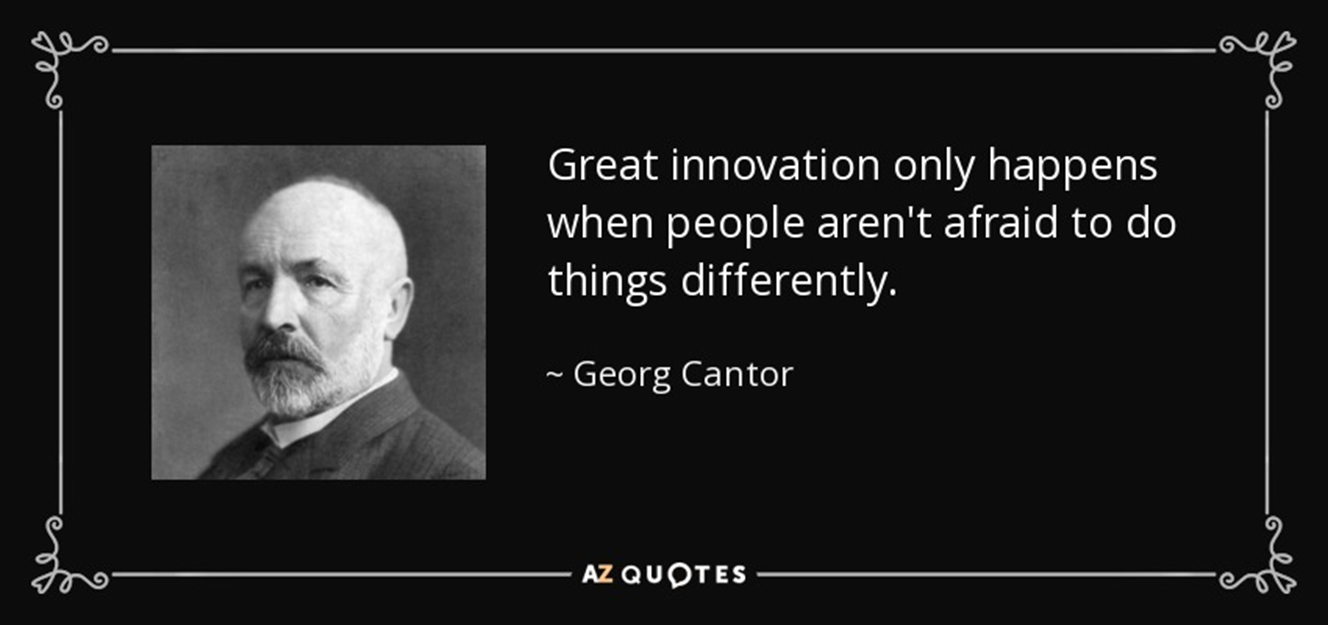 Great innovation only happens
when people aren't afraid to do
things differently.
~ Georg Cantor
AZ QUOTES